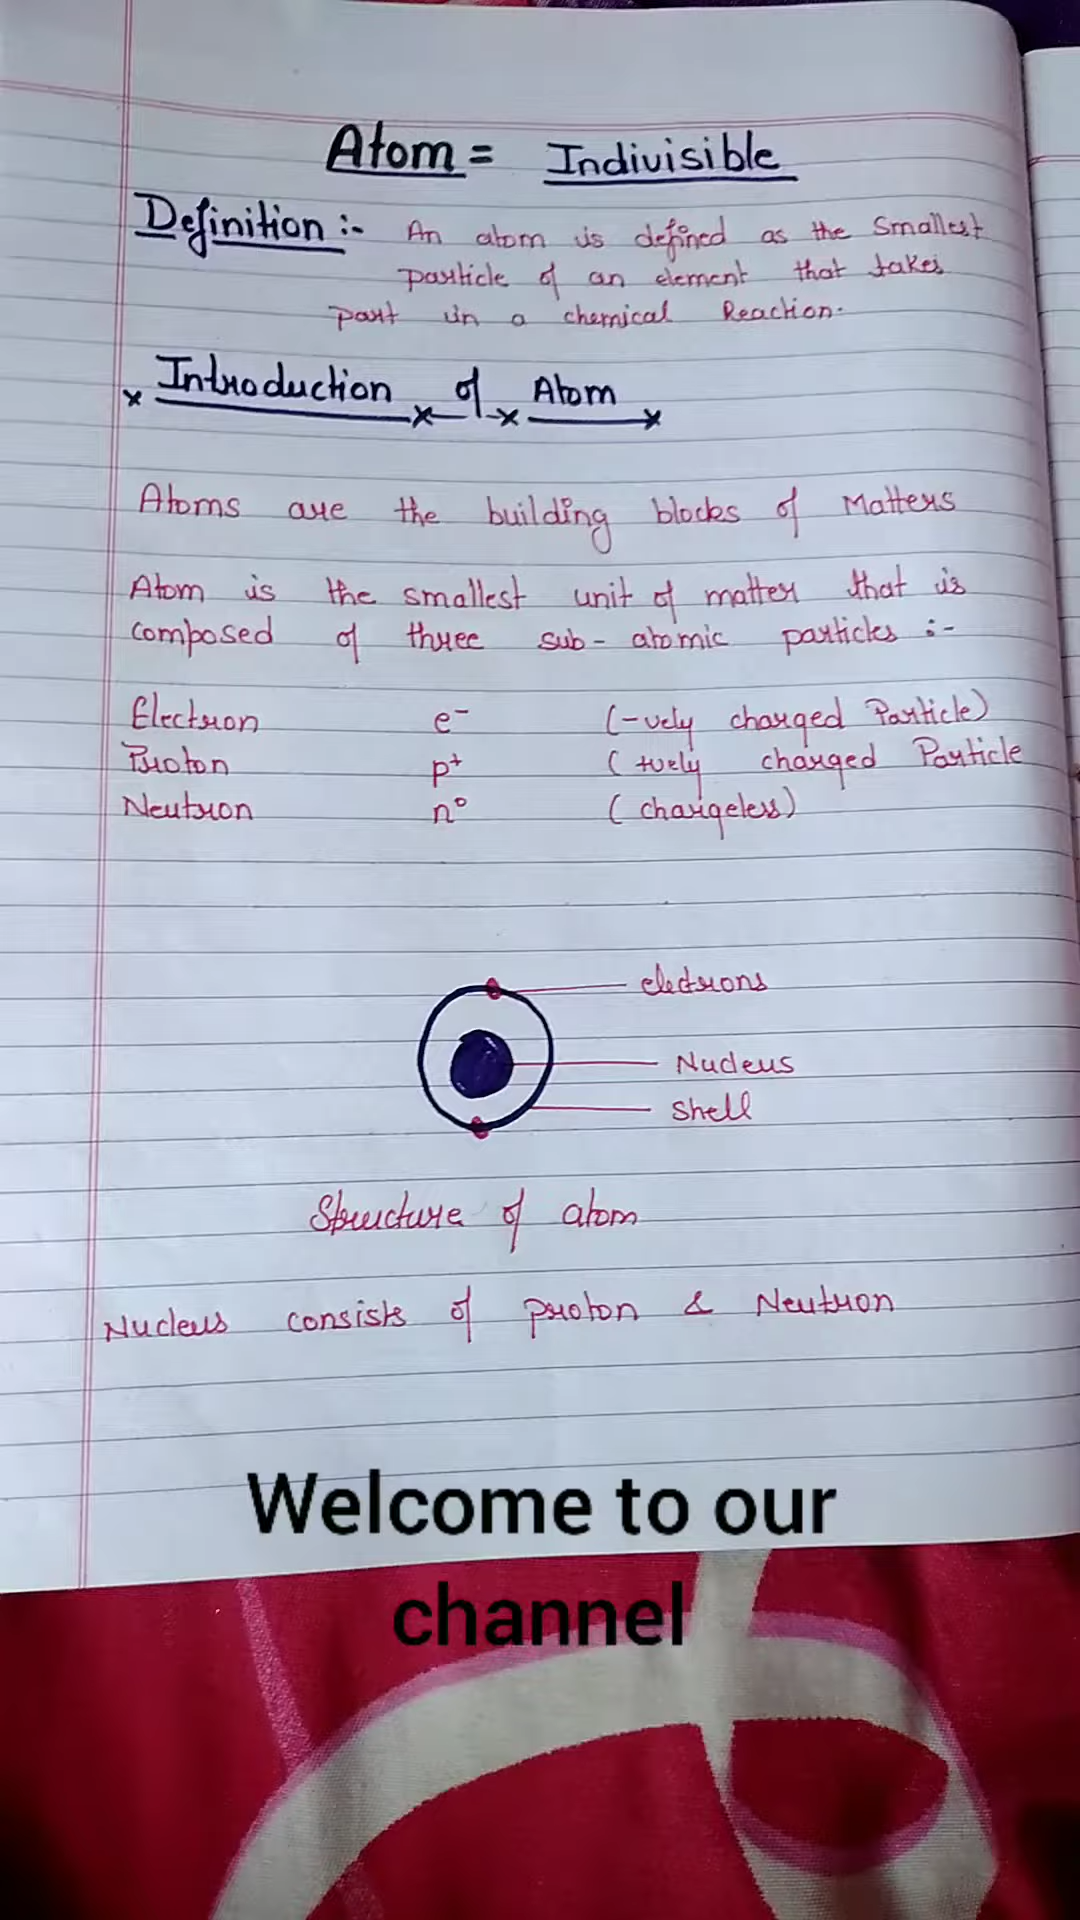 Atom = Indivisible
Definition :- An atom is defined as the smallest
particle of an element that takes
part in a chemical Reaction.
Introduction of Atom
Atoms are the building blocks of Matters
Atom is the smallest unit of matter that is
composed of three sub-atomic particles :-
Electron e⁻ (-vely charged Particle)
Proton p⁺ (+vely charged Particle
Neutron n⁰ (chargeless)
electrons
Nucleus
shell
Structure of atom
Nucleus consists of proton & Neutron
Welcome to our
channel